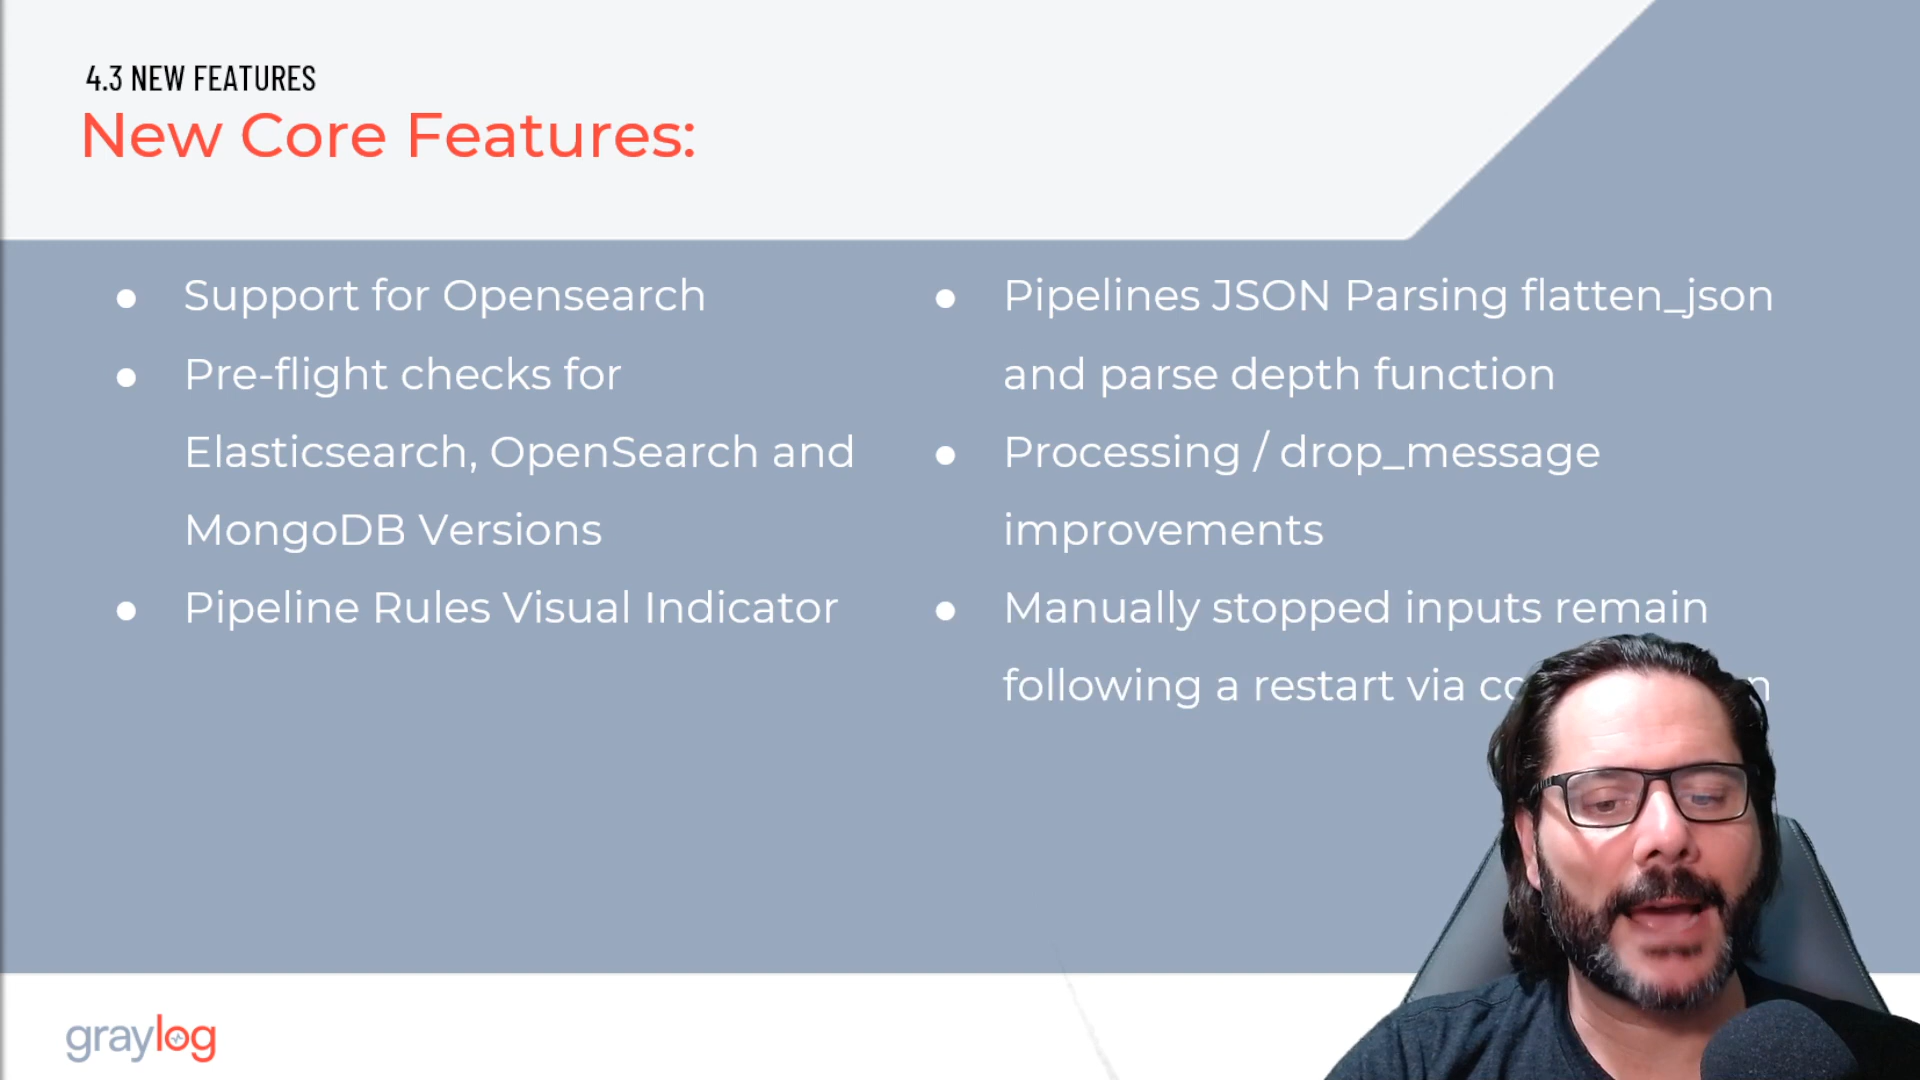 4.3 NEW FEATURES
New Core Features:
● Support for Opensearch
● Pre-flight checks for
Elasticsearch, OpenSearch and
MongoDB Versions
● Pipeline Rules Visual Indicator
● Pipelines JSON Parsing flatten_json
and parse depth function
● Processing / drop_message
improvements
● Manually stopped inputs remain
following a restart via
graylog